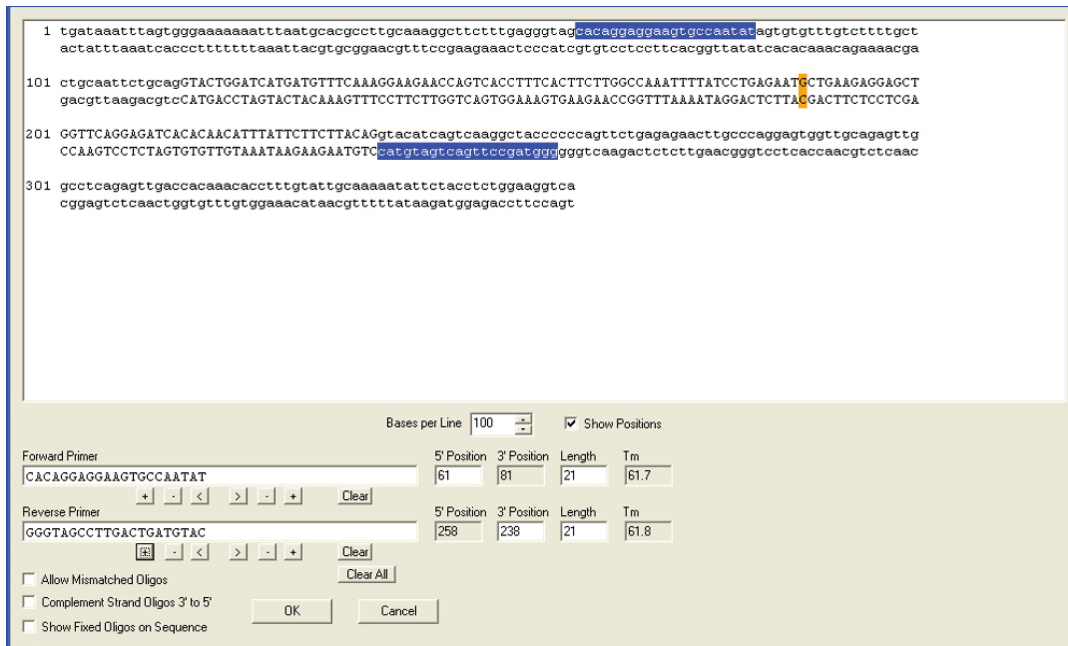 1 tgataaatttagtgggaaaaaaatttaatgcacgccttgcaaaggcttctttgagggtagcacaggaggaagtgccaatatagtgtgtttgtcttttgct
actatttaaatcaccctttttttaaattacgtgcggaacgtttccgaagaaactcccatcgtgtcctccttcacggttatatcacacaaacagaaaacga
101 ctgcaattctgcagGTACTGGATCATGATGTTTCAAAGGAAGAACCAGTCACCTTTCACTTCTTGGCCAAATTTTATCCTGAGAATGCTGAAGAGGAGCT
gacgttaagacgtcCATGACCTAGTACTACAAAGTTTCCTTCTTGGTCAGTGGAAAGTGAAGAACCGGTTTAAAATAGGACTCTTACGACTTCTCCTCGA
201 GGTTCAGGAGATCACACAACATTTATTCTTCTTACAGgtacatcagtcaaggctaccccccagttctgagagaacttgcccaggagtggttgcagagttg
CCAAGTCCTCTAGTGTGTTGTAAATAAGAAGAATGTCcatgtagtcagttccgatggggggtcaagactctcttgaacgggtcctcaccaacgtctcaac
301 gcctcagagttgaccacaaacacctttgtattgcaaaaatattctacctctggaaggtca
cggagtctcaactggtgtttgtggaaacataacgtttttataagatggagaccttccagt
Bases per Line 100 Show Positions
Forward Primer 5' Position 3' Position Length Tm
CACAGGAGGAAGTGCCAATAT 61 81 21 61.7
+ - < > - + Clear
Reverse Primer 5' Position 3' Position Length Tm
GGGTAGCCTTGACTGATGTAC 258 238 21 61.8
+ - < > - + Clear
Allow Mismatched Oligos Clear All
Complement Strand Oligos 3' to 5' OK Cancel
Show Fixed Oligos on Sequence